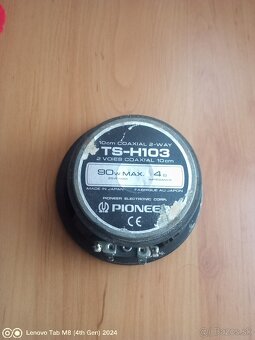 10cm COAXIAL 2-WAY
TS-H103
2 VOIES COAXIAL 10cm
90W MAX. 4Ω
MADE IN JAPAN FABRIQUE AU JAPON
PIONEER ELECTRONIC CORP.
PIONEER
CE
Lenovo Tab M8 (4th Gen) 2024